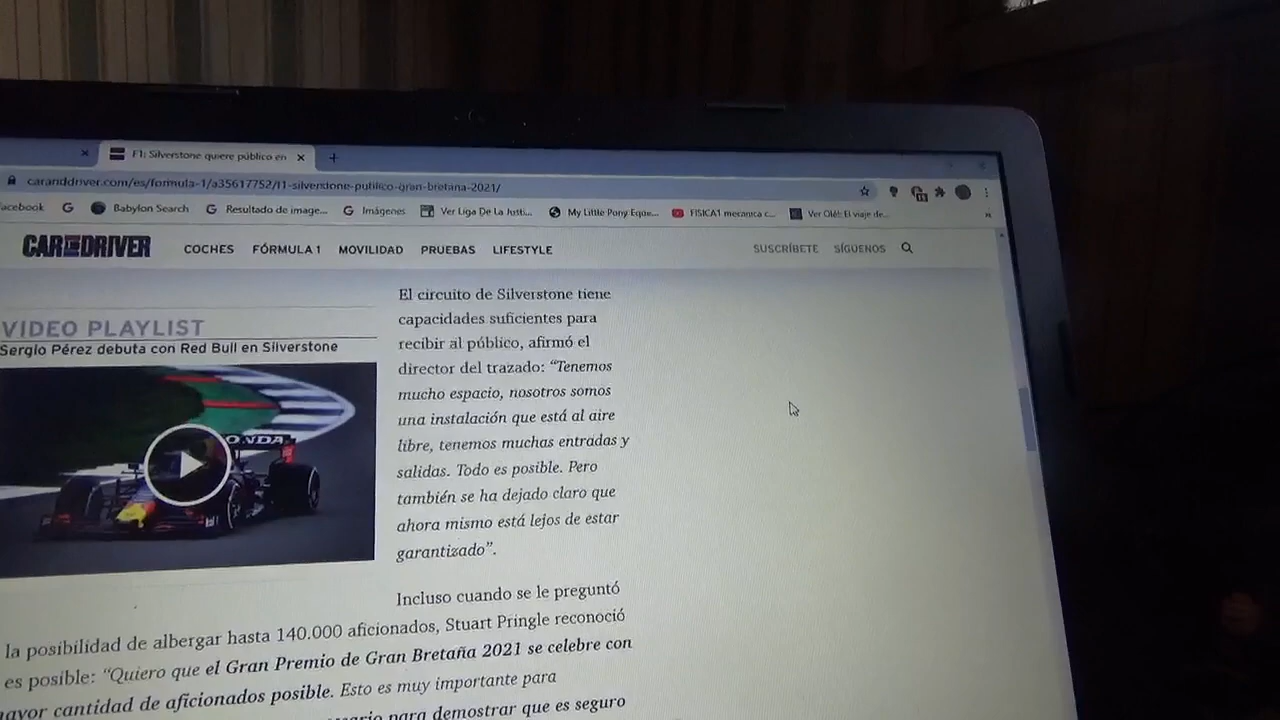 F1: Silverstone quiere público en
caranddriver.com/es/formula-1/a35617752/f1-silverstone-publico-gran-bretana-2021/
acebook
Babylon Search
Resultado de image...
Imágenes
Ver Liga De La Justi...
My Little Pony Eque...
FISICA1 mecanica c...
Ver Olé!: El viaje de...
CAR AND DRIVER
COCHES FÓRMULA 1 MOVILIDAD PRUEBAS LIFESTYLE
SUSCRÍBETE SÍGUENOS
VIDEO PLAYLIST
Sergio Pérez debuta con Red Bull en Silverstone
ONDA
El circuito de Silverstone tiene
capacidades suficientes para
recibir al público, afirmó el
director del trazado: “Tenemos
mucho espacio, nosotros somos
una instalación que está al aire
libre, tenemos muchas entradas y
salidas. Todo es posible. Pero
también se ha dejado claro que
ahora mismo está lejos de estar
garantizado”.
Incluso cuando se le preguntó
la posibilidad de albergar hasta 140.000 aficionados, Stuart Pringle reconoció
es posible: “Quiero que el Gran Premio de Gran Bretaña 2021 se celebre con
mayor cantidad de aficionados posible. Esto es muy importante para
para demostrar que es seguro